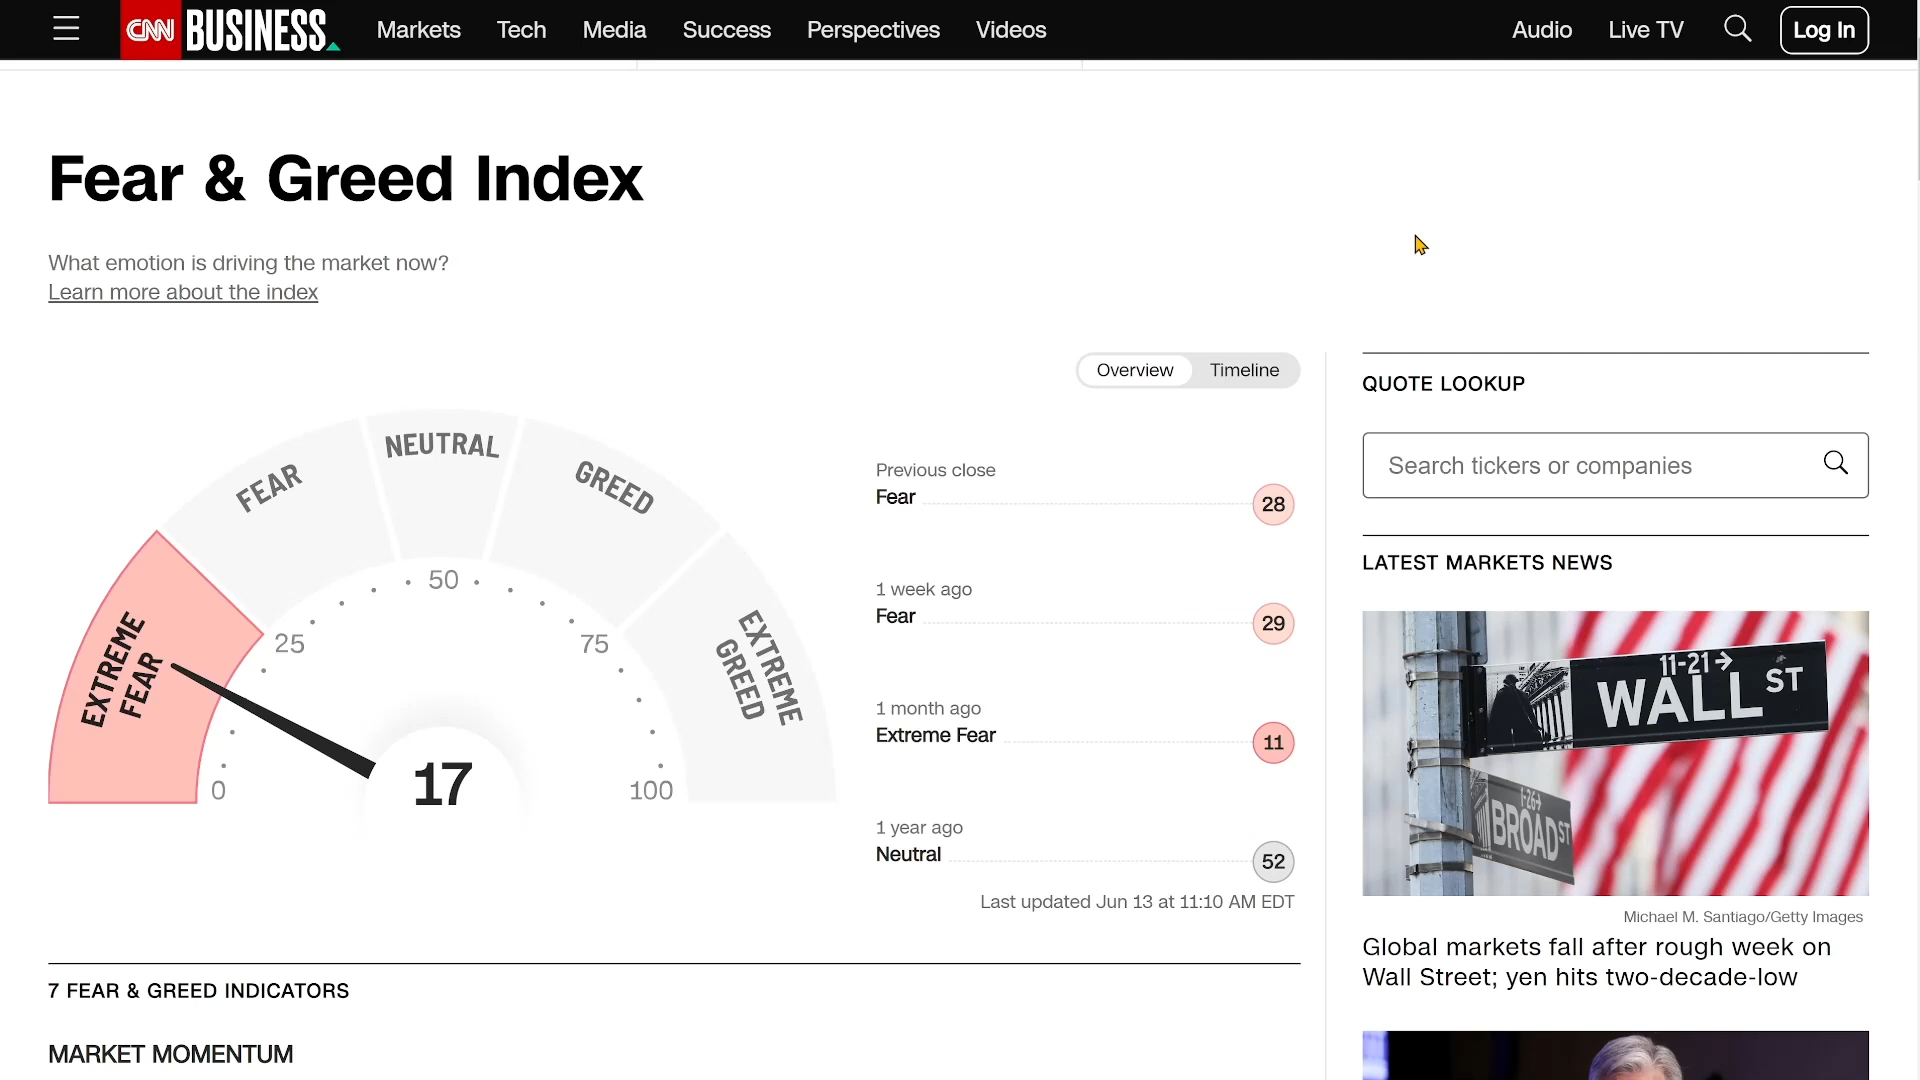 CNN BUSINESS
Markets
Tech
Media
Success
Perspectives
Videos
Audio
Live TV
Log In
Fear & Greed Index
What emotion is driving the market now?
Learn more about the index
Overview
Timeline
EXTREME
FEAR
FEAR
NEUTRAL
GREED
EXTREME
GREED
0
25
50
75
100
17
Previous close
Fear
28
1 week ago
Fear
29
1 month ago
Extreme Fear
11
1 year ago
Neutral
52
Last updated Jun 13 at 11:10 AM EDT
7 FEAR & GREED INDICATORS
MARKET MOMENTUM
QUOTE LOOKUP
Search tickers or companies
LATEST MARKETS NEWS
11-21→
WALL ST
1-26→
BROAD ST
Michael M. Santiago/Getty Images
Global markets fall after rough week on
Wall Street; yen hits two-decade-low